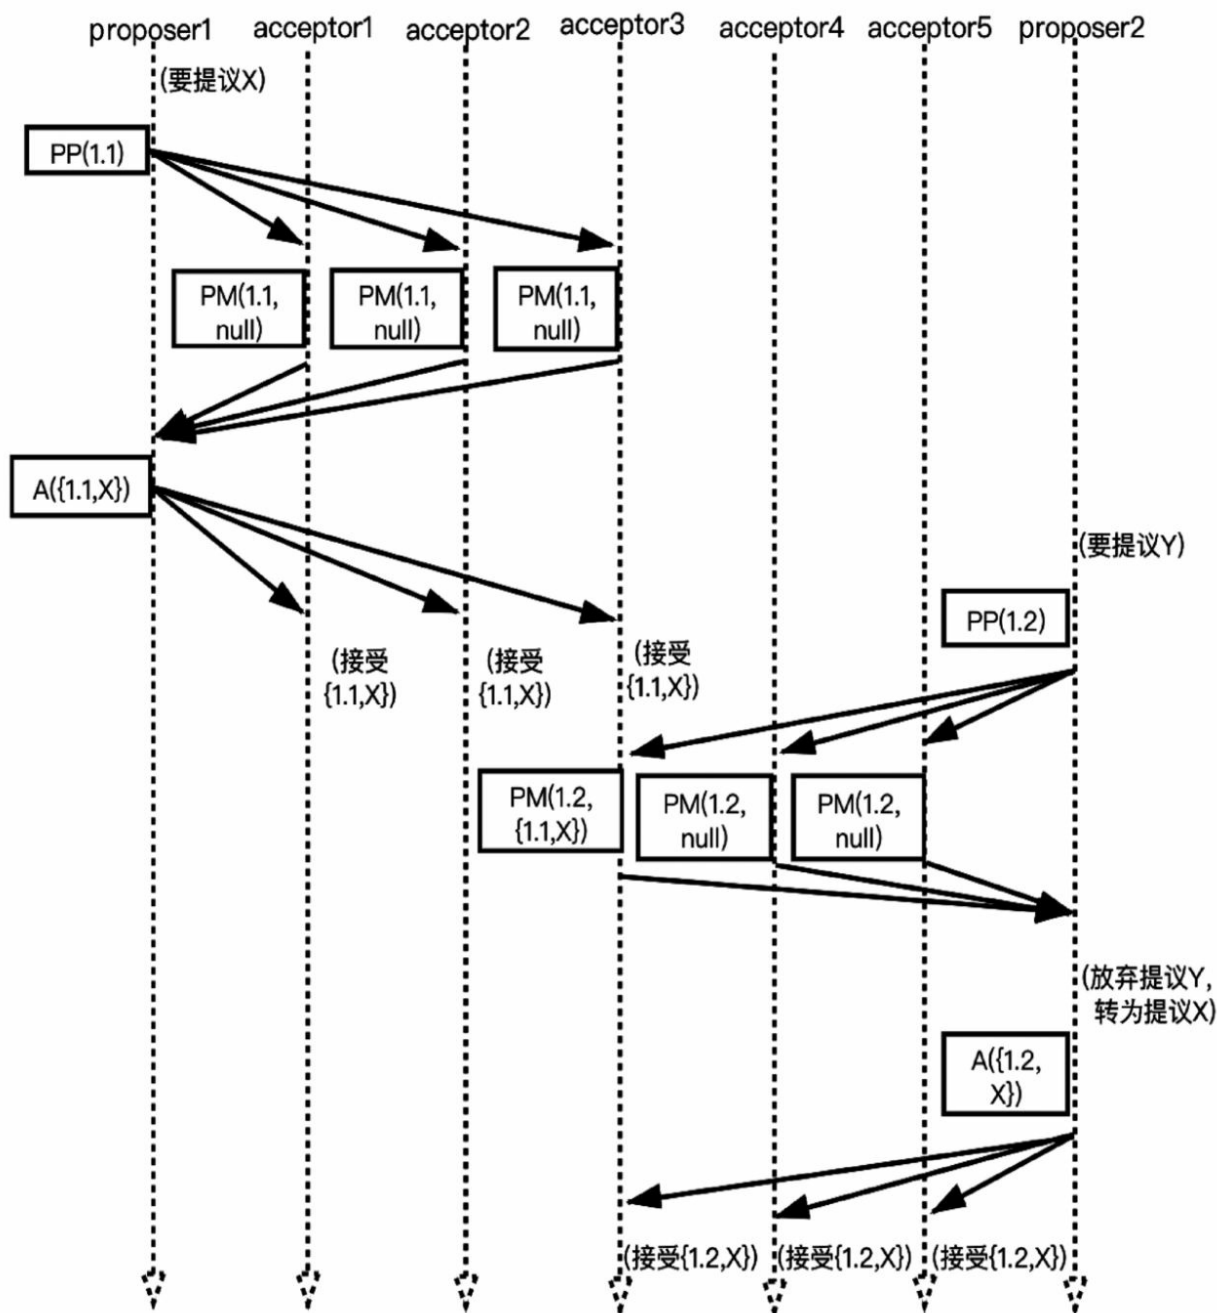 proposer1 acceptor1 acceptor2 acceptor3 acceptor4 acceptor5 proposer2
(要提议X)
PP(1.1)
PM(1.1,
null)
PM(1.1,
null)
PM(1.1,
null)
A({1.1,X})
(要提议Y)
PP(1.2)
(接受
{1.1,X})
(接受
{1.1,X})
(接受
{1.1,X})
PM(1.2,
{1.1,X})
PM(1.2,
null)
PM(1.2,
null)
(放弃提议Y,
转为提议X)
A({1.2,
X})
(接受{1.2,X})
(接受{1.2,X})
(接受{1.2,X})